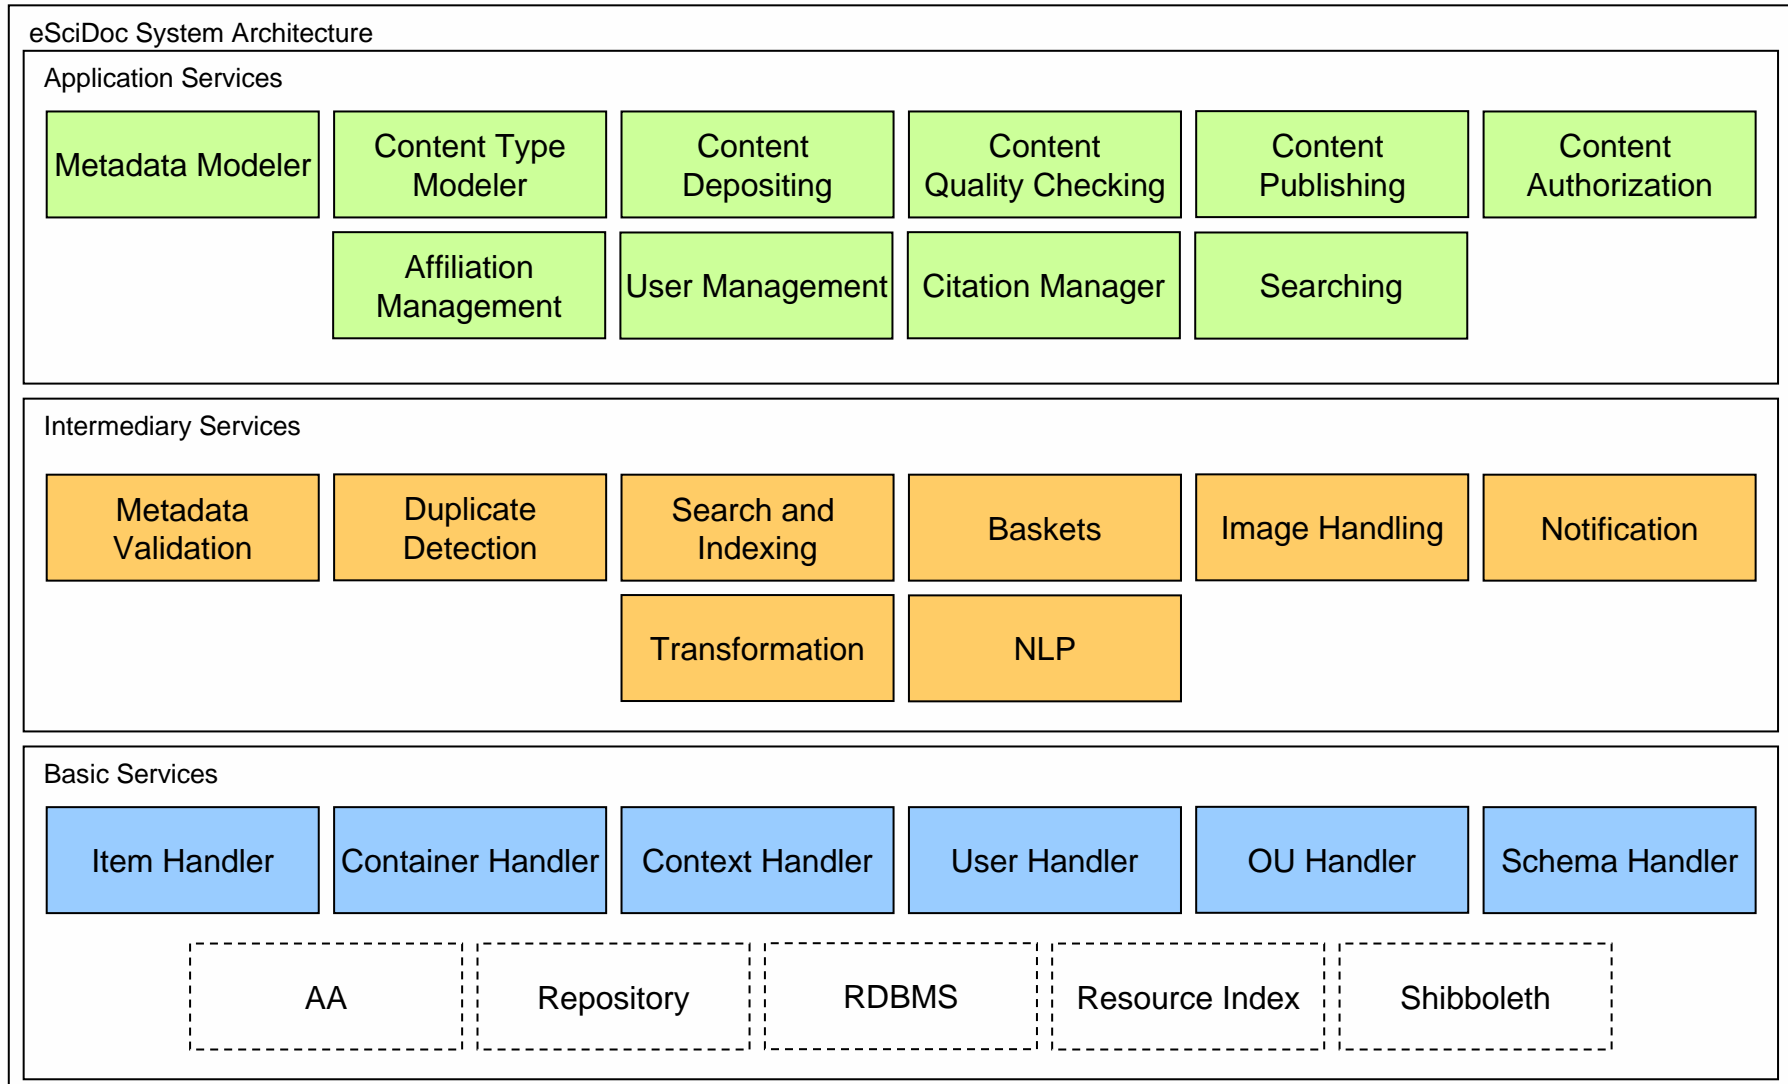 eSciDoc System Architecture
Application Services
Metadata Modeler
Content Type
Modeler
Content
Depositing
Content
Quality Checking
Content
Publishing
Content
Authorization
Affiliation
Management
User Management
Citation Manager
Searching
Intermediary Services
Metadata
Validation
Duplicate
Detection
Search and
Indexing
Baskets
Image Handling
Notification
Transformation
NLP
Basic Services
Item Handler
Container Handler
Context Handler
User Handler
OU Handler
Schema Handler
AA
Repository
RDBMS
Resource Index
Shibboleth